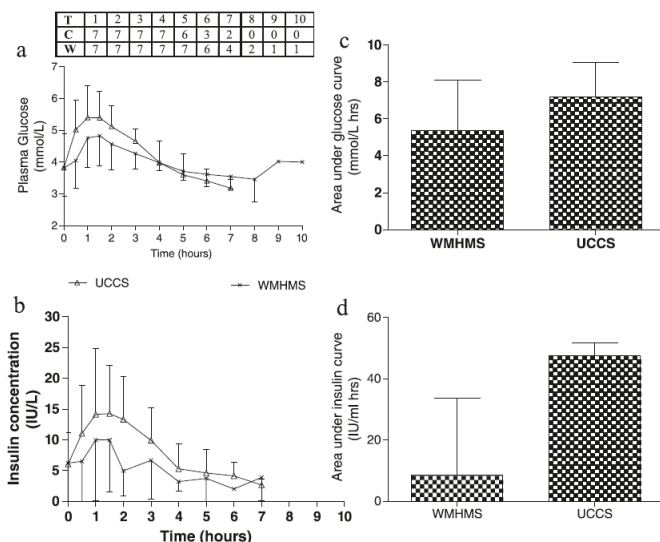 T 1 2 3 4 5 6 7 8 9 10
C 7 7 7 7 6 3 2 0 0 0
W 7 7 7 7 7 6 4 2 1 1
a
Plasma Glucose
(mmol/L)
7
6
5
4
3
2
0 1 2 3 4 5 6 7 8 9 10
Time (hours)
UCCS WMHMS
b
Insulin concentration
(IU/L)
30
25
20
15
10
5
0
0 1 2 3 4 5 6 7 8 9 10
Time (hours)
c
Area under glucose curve
(mmol/L hrs)
10
8
6
4
2
0
WMHMS UCCS
d
Area under insulin curve
(IU/ml hrs)
60
40
20
0
WMHMS UCCS